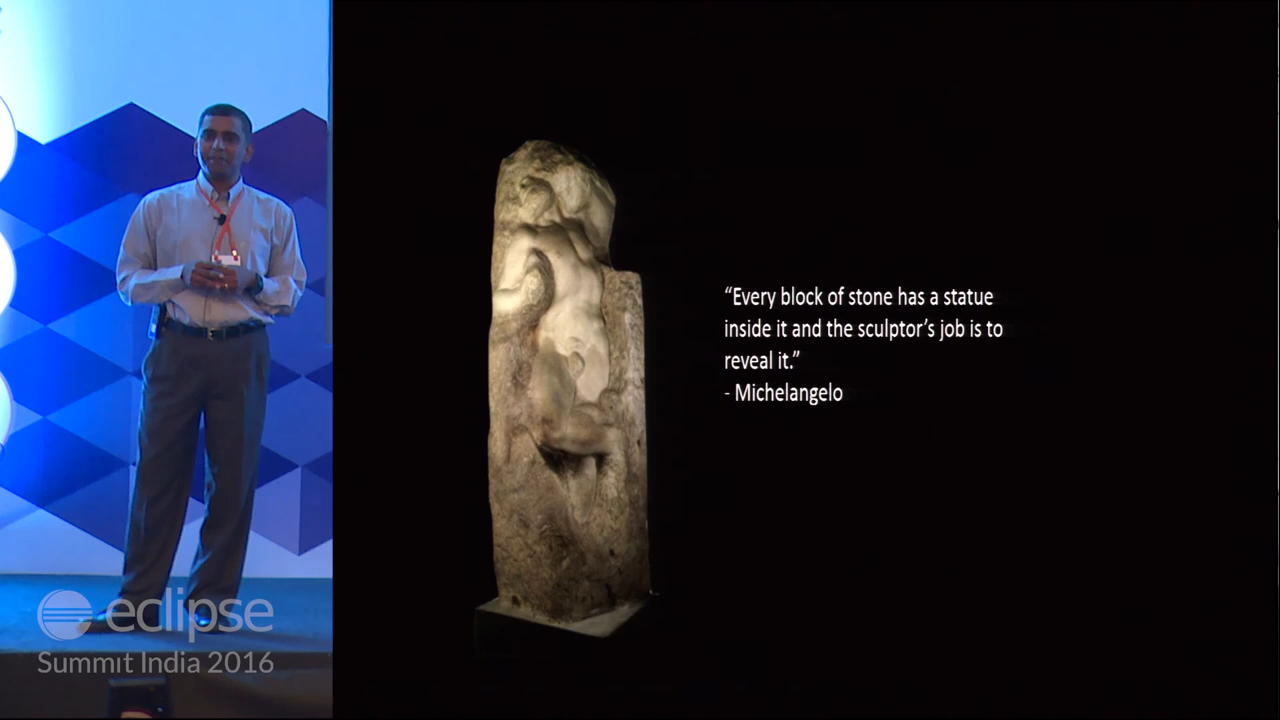 “Every block of stone has a statue
inside it and the sculptor’s job is to
reveal it.”
- Michelangelo
eclipse
Summit India 2016